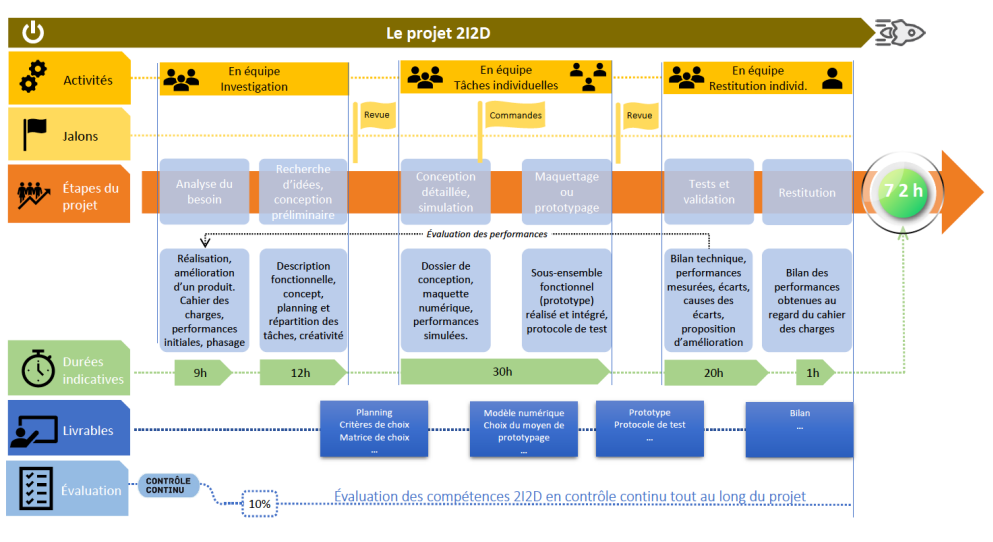 Le projet 2I2D
Activités
En équipe
Investigation
En équipe
Tâches individuelles
En équipe
Restitution individ.
Jalons
Revue
Commandes
Revue
Étapes du
projet
Analyse du
besoin
Recherche
d'idées,
conception
préliminaire
Conception
détaillée,
simulation
Maquettage
ou
prototypage
Tests et
validation
Restitution
72h
Évaluation des performances
Réalisation,
amélioration
d'un produit.
Cahier des
charges,
performances
initiales, phasage
Description
fonctionnelle,
concept,
planning et
répartition des
tâches, créativité
Dossier de
conception,
maquette
numérique,
performances
simulées.
Sous-ensemble
fonctionnel
(prototype)
réalisé et intégré,
protocole de test
Bilan technique,
performances
mesurées, écarts,
causes des
écarts,
proposition
d'amélioration
Bilan des
performances
obtenues au
regard du cahier
des charges
Durées
indicatives
9h
12h
30h
20h
1h
Livrables
Planning
Critères de choix
Matrice de choix
...
Modèle numérique
Choix du moyen de
prototypage
...
Prototype
Protocole de test
...
Bilan
...
Évaluation
CONTRÔLE
CONTINU
10%
Évaluation des compétences 2I2D en contrôle continu tout au long du projet